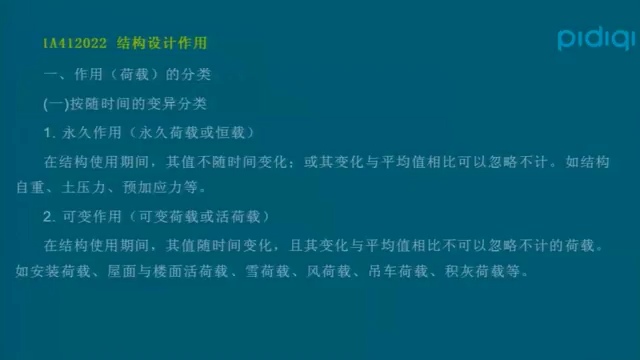 1A412022 结构设计作用
pidiqi
一、作用（荷载）的分类
(一)按随时间的变异分类
1. 永久作用（永久荷载或恒载）
在结构使用期间，其值不随时间变化；或其变化与平均值相比可以忽略不计。如结构
自重、土压力、预加应力等。
2. 可变作用（可变荷载或活荷载）
在结构使用期间，其值随时间变化，且其变化与平均值相比不可以忽略不计的荷载。
如安装荷载、屋面与楼面活荷载、雪荷载、风荷载、吊车荷载、积灰荷载等。